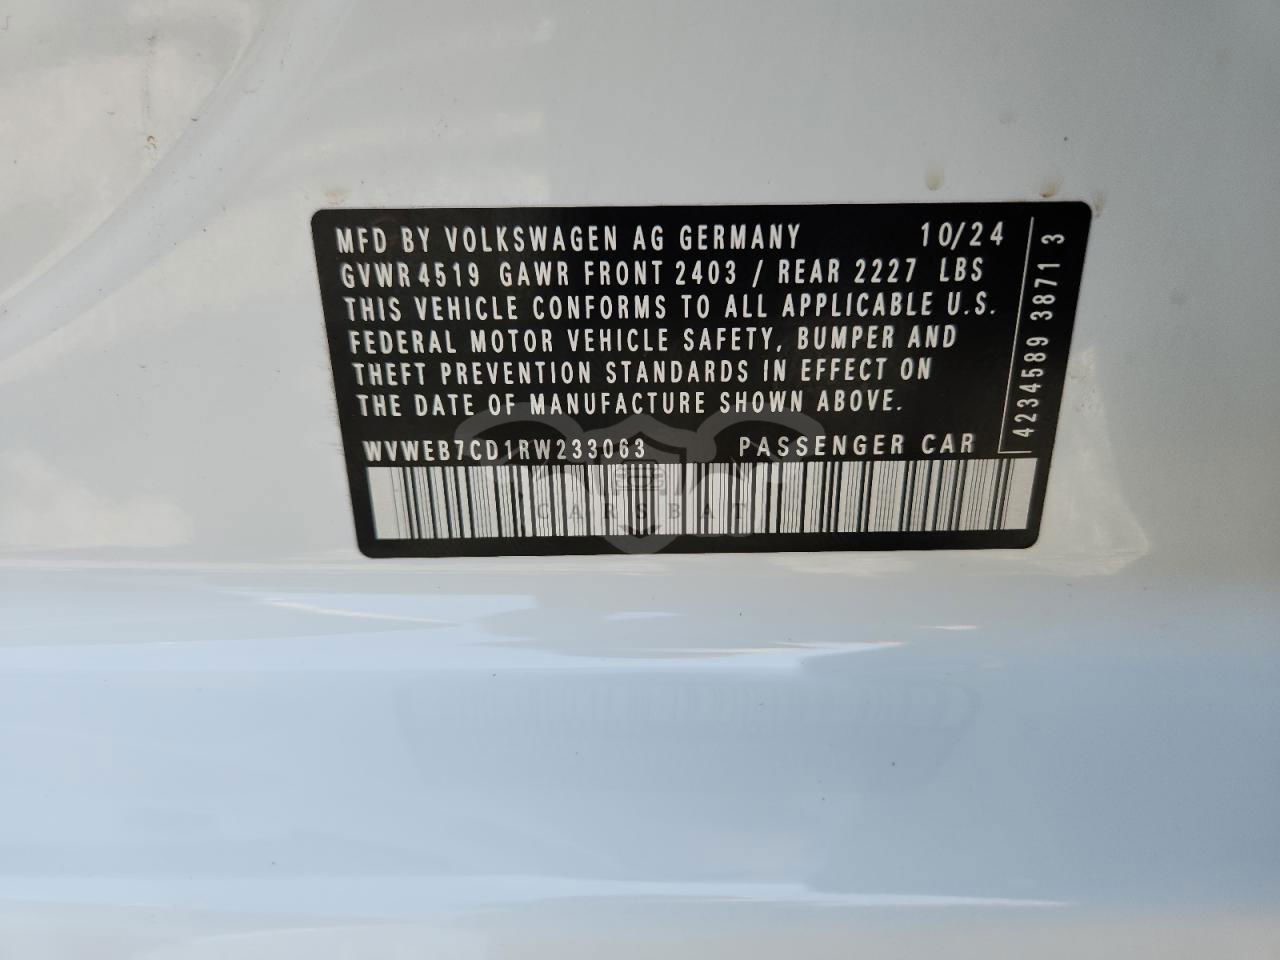 MFD BY VOLKSWAGEN AG GERMANY 10/24
GVWR 4519 GAWR FRONT 2403 / REAR 2227 LBS
THIS VEHICLE CONFORMS TO ALL APPLICABLE U.S.
FEDERAL MOTOR VEHICLE SAFETY, BUMPER AND
THEFT PREVENTION STANDARDS IN EFFECT ON
THE DATE OF MANUFACTURE SHOWN ABOVE.
WVWEB7CD1RW233063 PASSENGER CAR
4234589 3871 3
CARSBAT